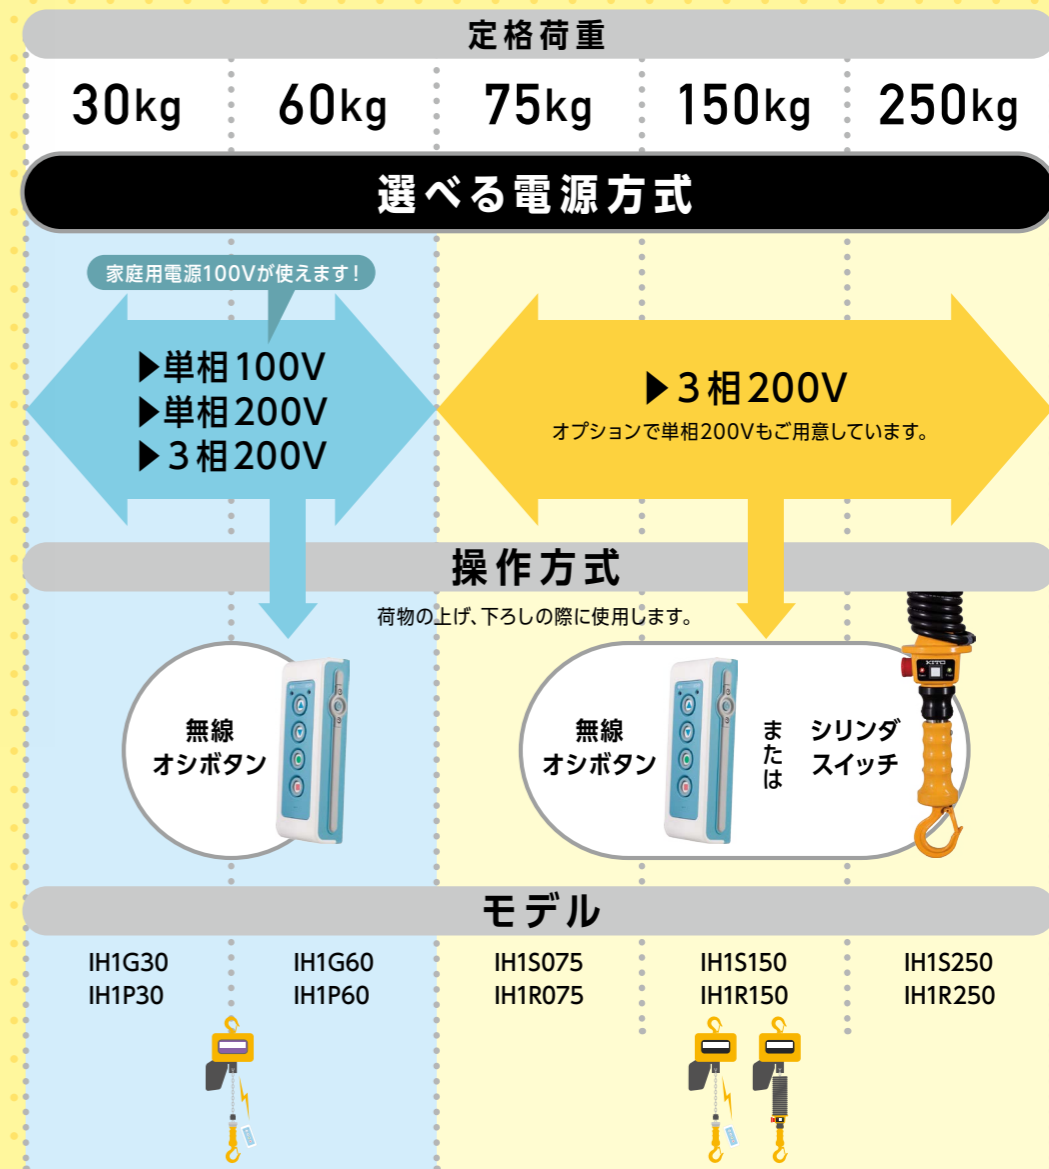 定格荷重
30kg
60kg
75kg
150kg
250kg
選べる電源方式
家庭用電源100Vが使えます!
▶単相100V
▶単相200V
▶3相200V
▶3相200V
オプションで単相200Vもご用意しています。
操作方式
荷物の上げ、下ろしの際に使用します。
無線
オシボタン
無線
オシボタン
または
シリンダ
スイッチ
KITO
モデル
IH1G30
IH1P30
IH1G60
IH1P60
IH1S075
IH1R075
IH1S150
IH1R150
IH1S250
IH1R250